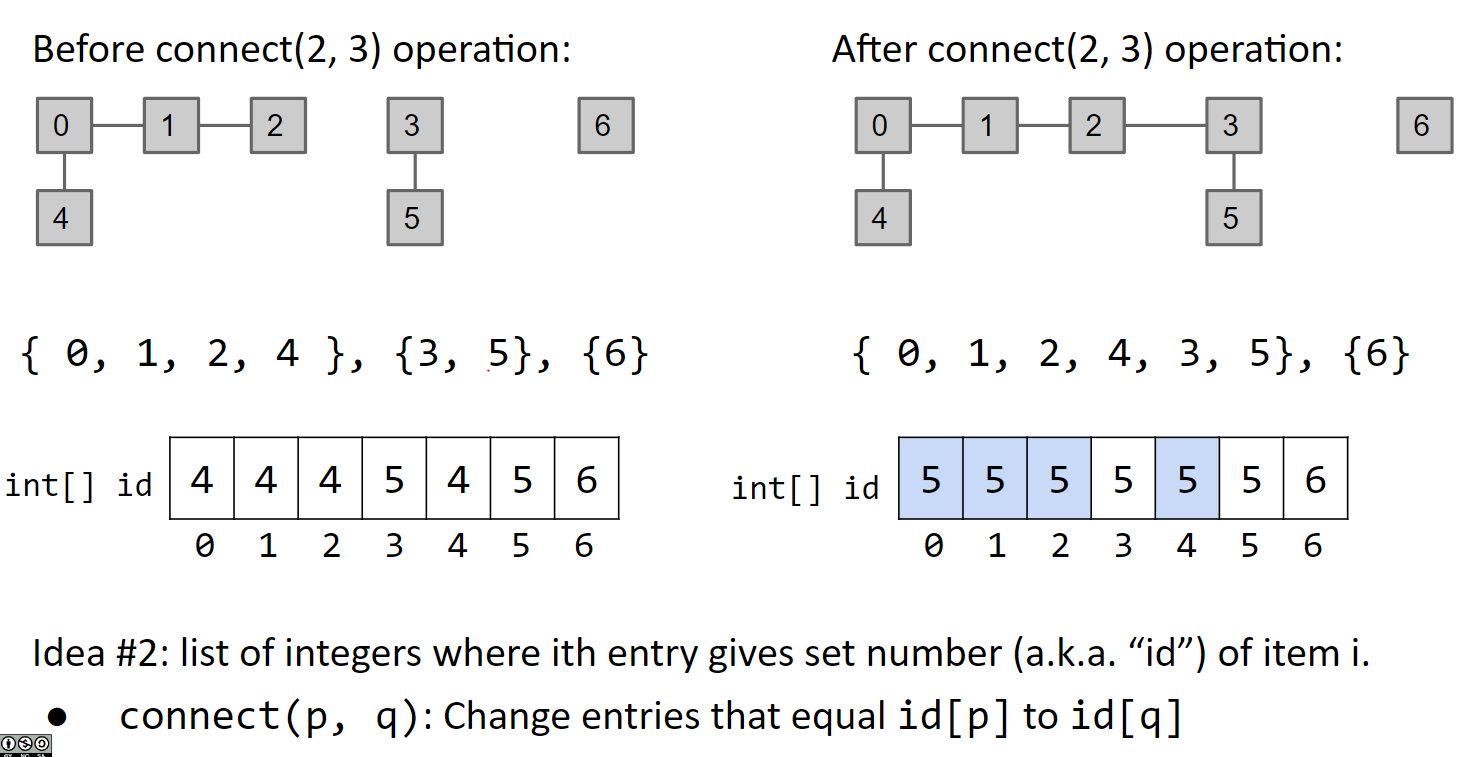 Before connect(2, 3) operation:
After connect(2, 3) operation:
0 1 2 3 6
4 5
0 1 2 3 6
4 5
{ 0, 1, 2, 4 }, {3, 5}, {6}
{ 0, 1, 2, 4, 3, 5}, {6}
int[] id 4 4 4 5 4 5 6
0 1 2 3 4 5 6
int[] id 5 5 5 5 5 5 6
0 1 2 3 4 5 6
Idea #2: list of integers where ith entry gives set number (a.k.a. “id”) of item i.
● connect(p, q): Change entries that equal id[p] to id[q]
BY NC SA